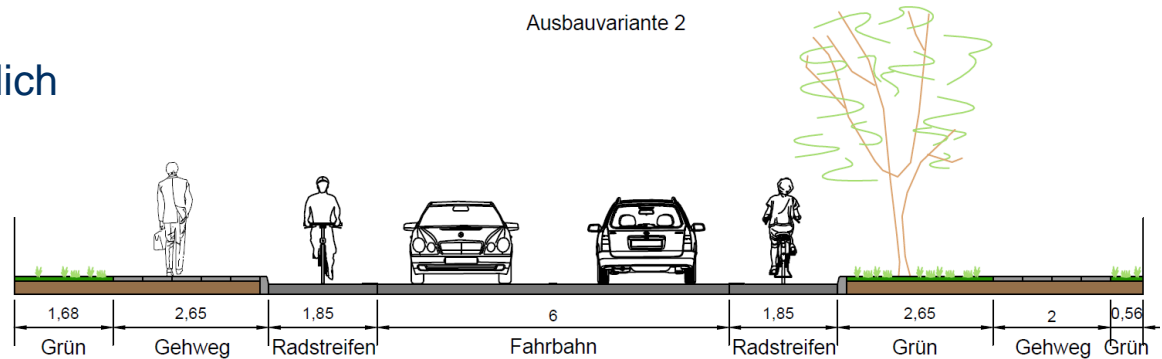 Ausbauvariante 2
lich
1,68 2,65 1,85 6 1,85 2,65 2 0,56
Grün Gehweg Radstreifen Fahrbahn Radstreifen Grün Gehweg Grün